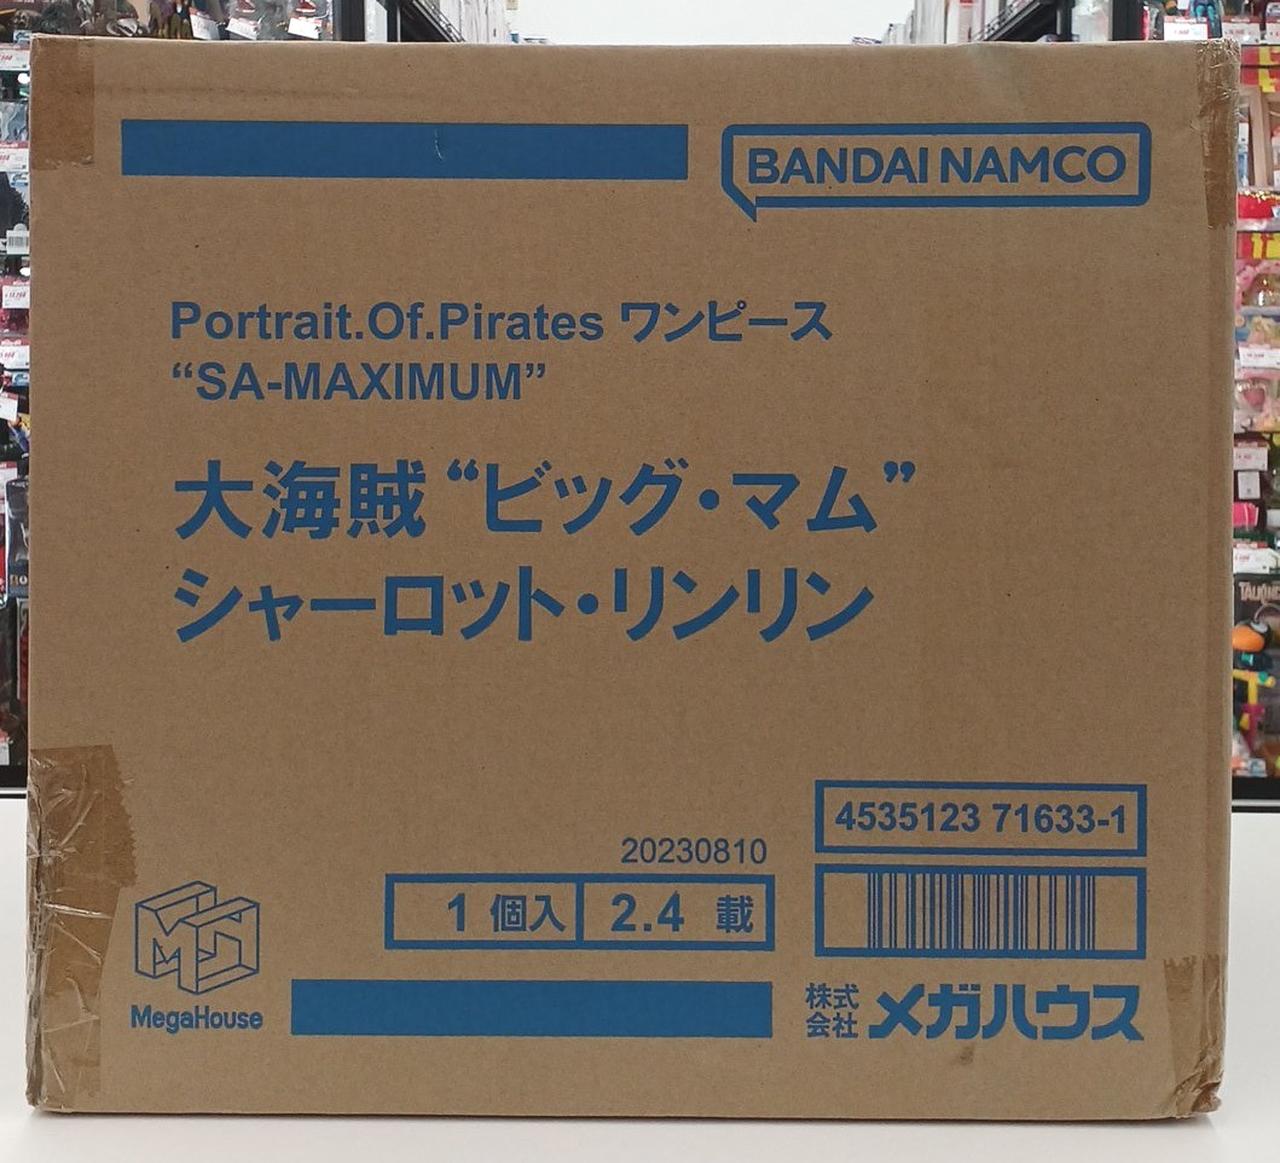 BANDAI NAMCO
Portrait.Of.Pirates ワンピース
“SA-MAXIMUM”
大海賊“ビッグ・マム”
シャーロット・リンリン
4535123 71633-1
20230810
1 個入 2.4 載
MegaHouse
株式会社 メガハウス